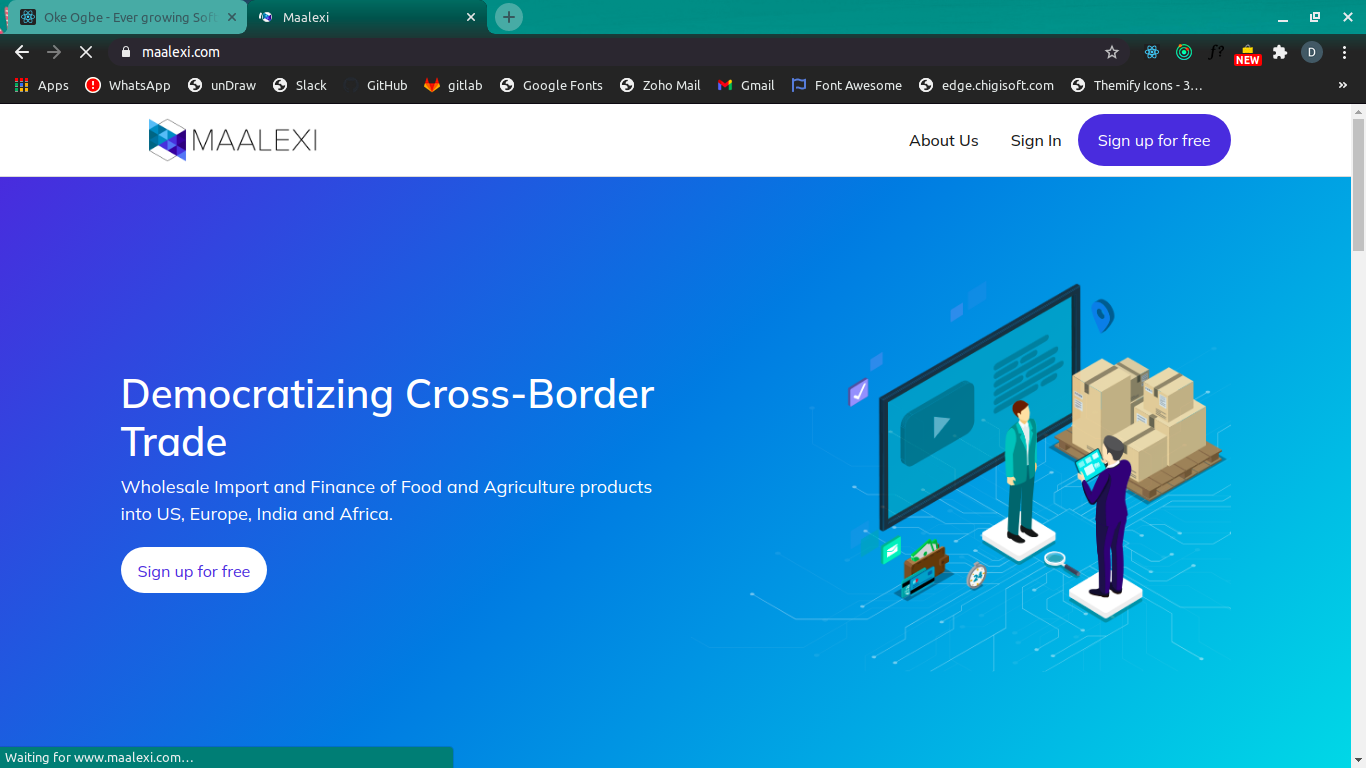 Oke Ogbe - Ever growing Soft
Maalexi
maalexi.com
D
NEW
Apps
WhatsApp
unDraw
Slack
GitHub
gitlab
Google Fonts
Zoho Mail
Gmail
Font Awesome
edge.chigisoft.com
Themify Icons - 3…
»
MAALEXI
About Us
Sign In
Sign up for free
Democratizing Cross-Border
Trade
Wholesale Import and Finance of Food and Agriculture products
into US, Europe, India and Africa.
Sign up for free
24
Waiting for www.maalexi.com…